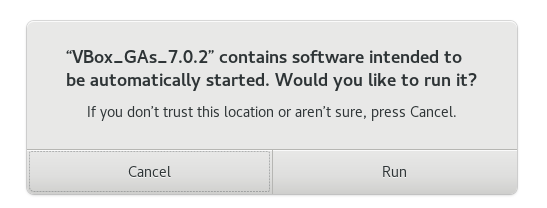 “VBox_GAs_7.0.2” contains software intended to
be automatically started. Would you like to run it?
If you don’t trust this location or aren’t sure, press Cancel.
Cancel
Run